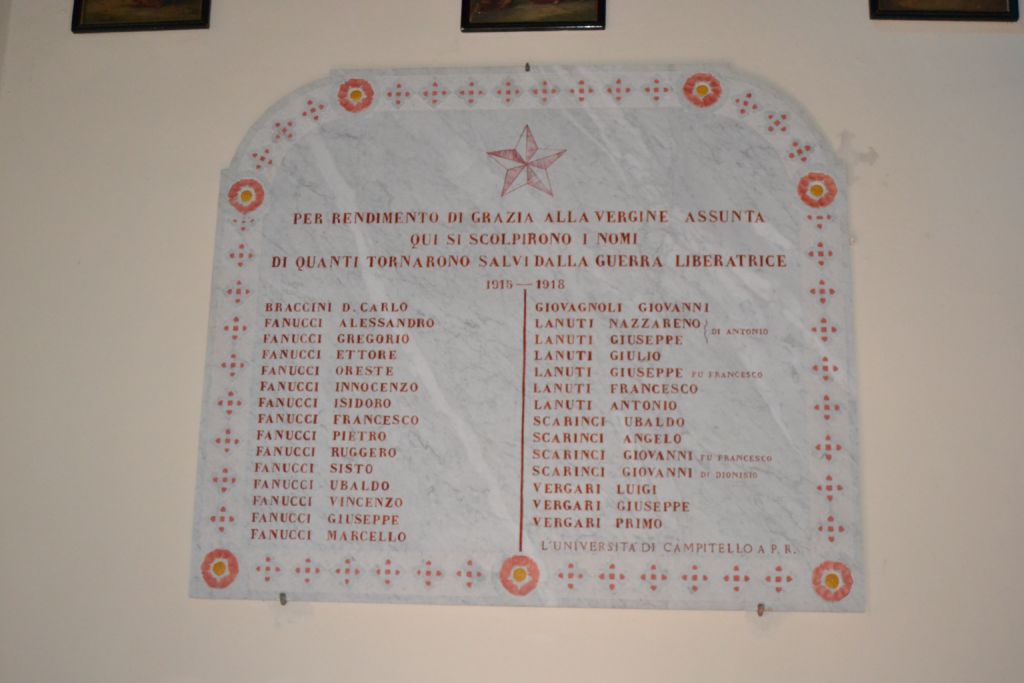 PER RENDIMENTO DI GRAZIA ALLA VERGINE ASSUNTA
QUI SI SCOLPIRONO I NOMI
DI QUANTI TORNARONO SALVI DALLA GUERRA LIBERATRICE
1915 — 1918
BRACCINI D. CARLO
FANUCCI ALESSANDRO
FANUCCI GREGORIO
FANUCCI ETTORE
FANUCCI ORESTE
FANUCCI INNOCENZO
FANUCCI ISIDORO
FANUCCI FRANCESCO
FANUCCI PIETRO
FANUCCI RUGGERO
FANUCCI SISTO
FANUCCI UBALDO
FANUCCI VINCENZO
FANUCCI GIUSEPPE
FANUCCI MARCELLO
GIOVAGNOLI GIOVANNI
LANUTI NAZZARENO
LANUTI GIUSEPPE } DI ANTONIO
LANUTI GIULIO
LANUTI GIUSEPPE FU FRANCESCO
LANUTI FRANCESCO
LANUTI ANTONIO
SCARINCI UBALDO
SCARINCI ANGELO
SCARINCI GIOVANNI FU FRANCESCO
SCARINCI GIOVANNI DI DIONISIO
VERGARI LUIGI
VERGARI GIUSEPPE
VERGARI PRIMO
L'UNIVERSITA' DI CAMPITELLO A P. R.